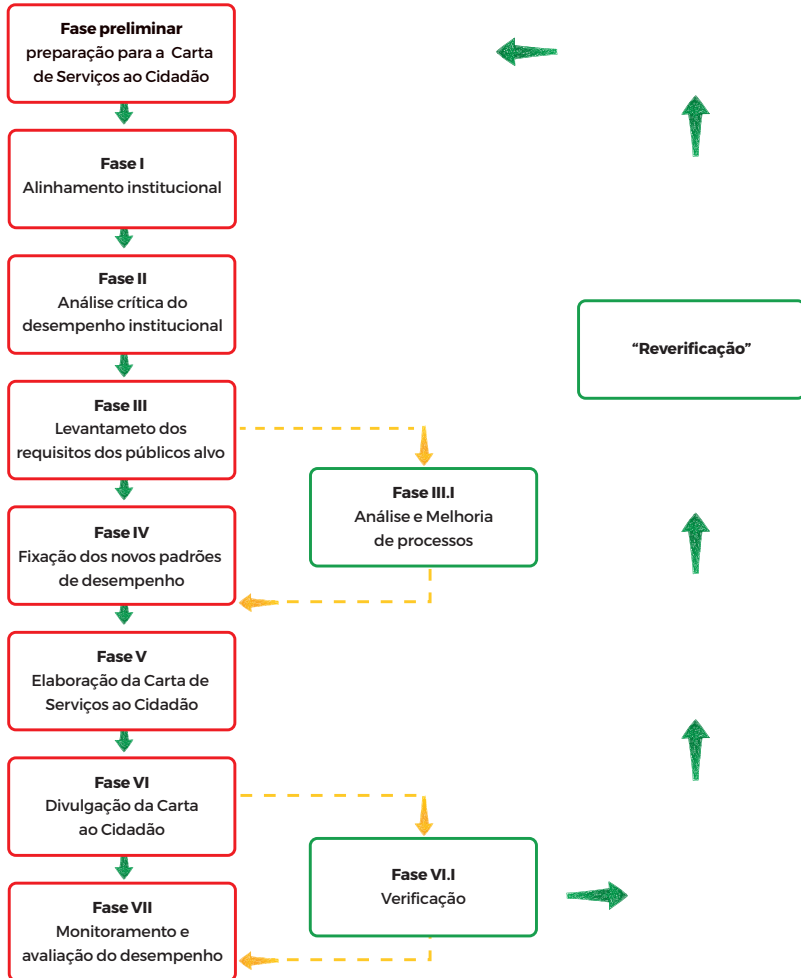 Fase preliminar
preparação para a Carta
de Serviços ao Cidadão
Fase I
Alinhamento institucional
Fase II
Análise crítica do
desempenho institucional
“Reverificação”
Fase III
Levantameto dos
requisitos dos públicos alvo
Fase III.I
Análise e Melhoria
de processos
Fase IV
Fixação dos novos padrões
de desempenho
Fase V
Elaboração da Carta de
Serviços ao Cidadão
Fase VI
Divulgação da Carta
ao Cidadão
Fase VI.I
Verificação
Fase VII
Monitoramento e
avaliação do desempenho